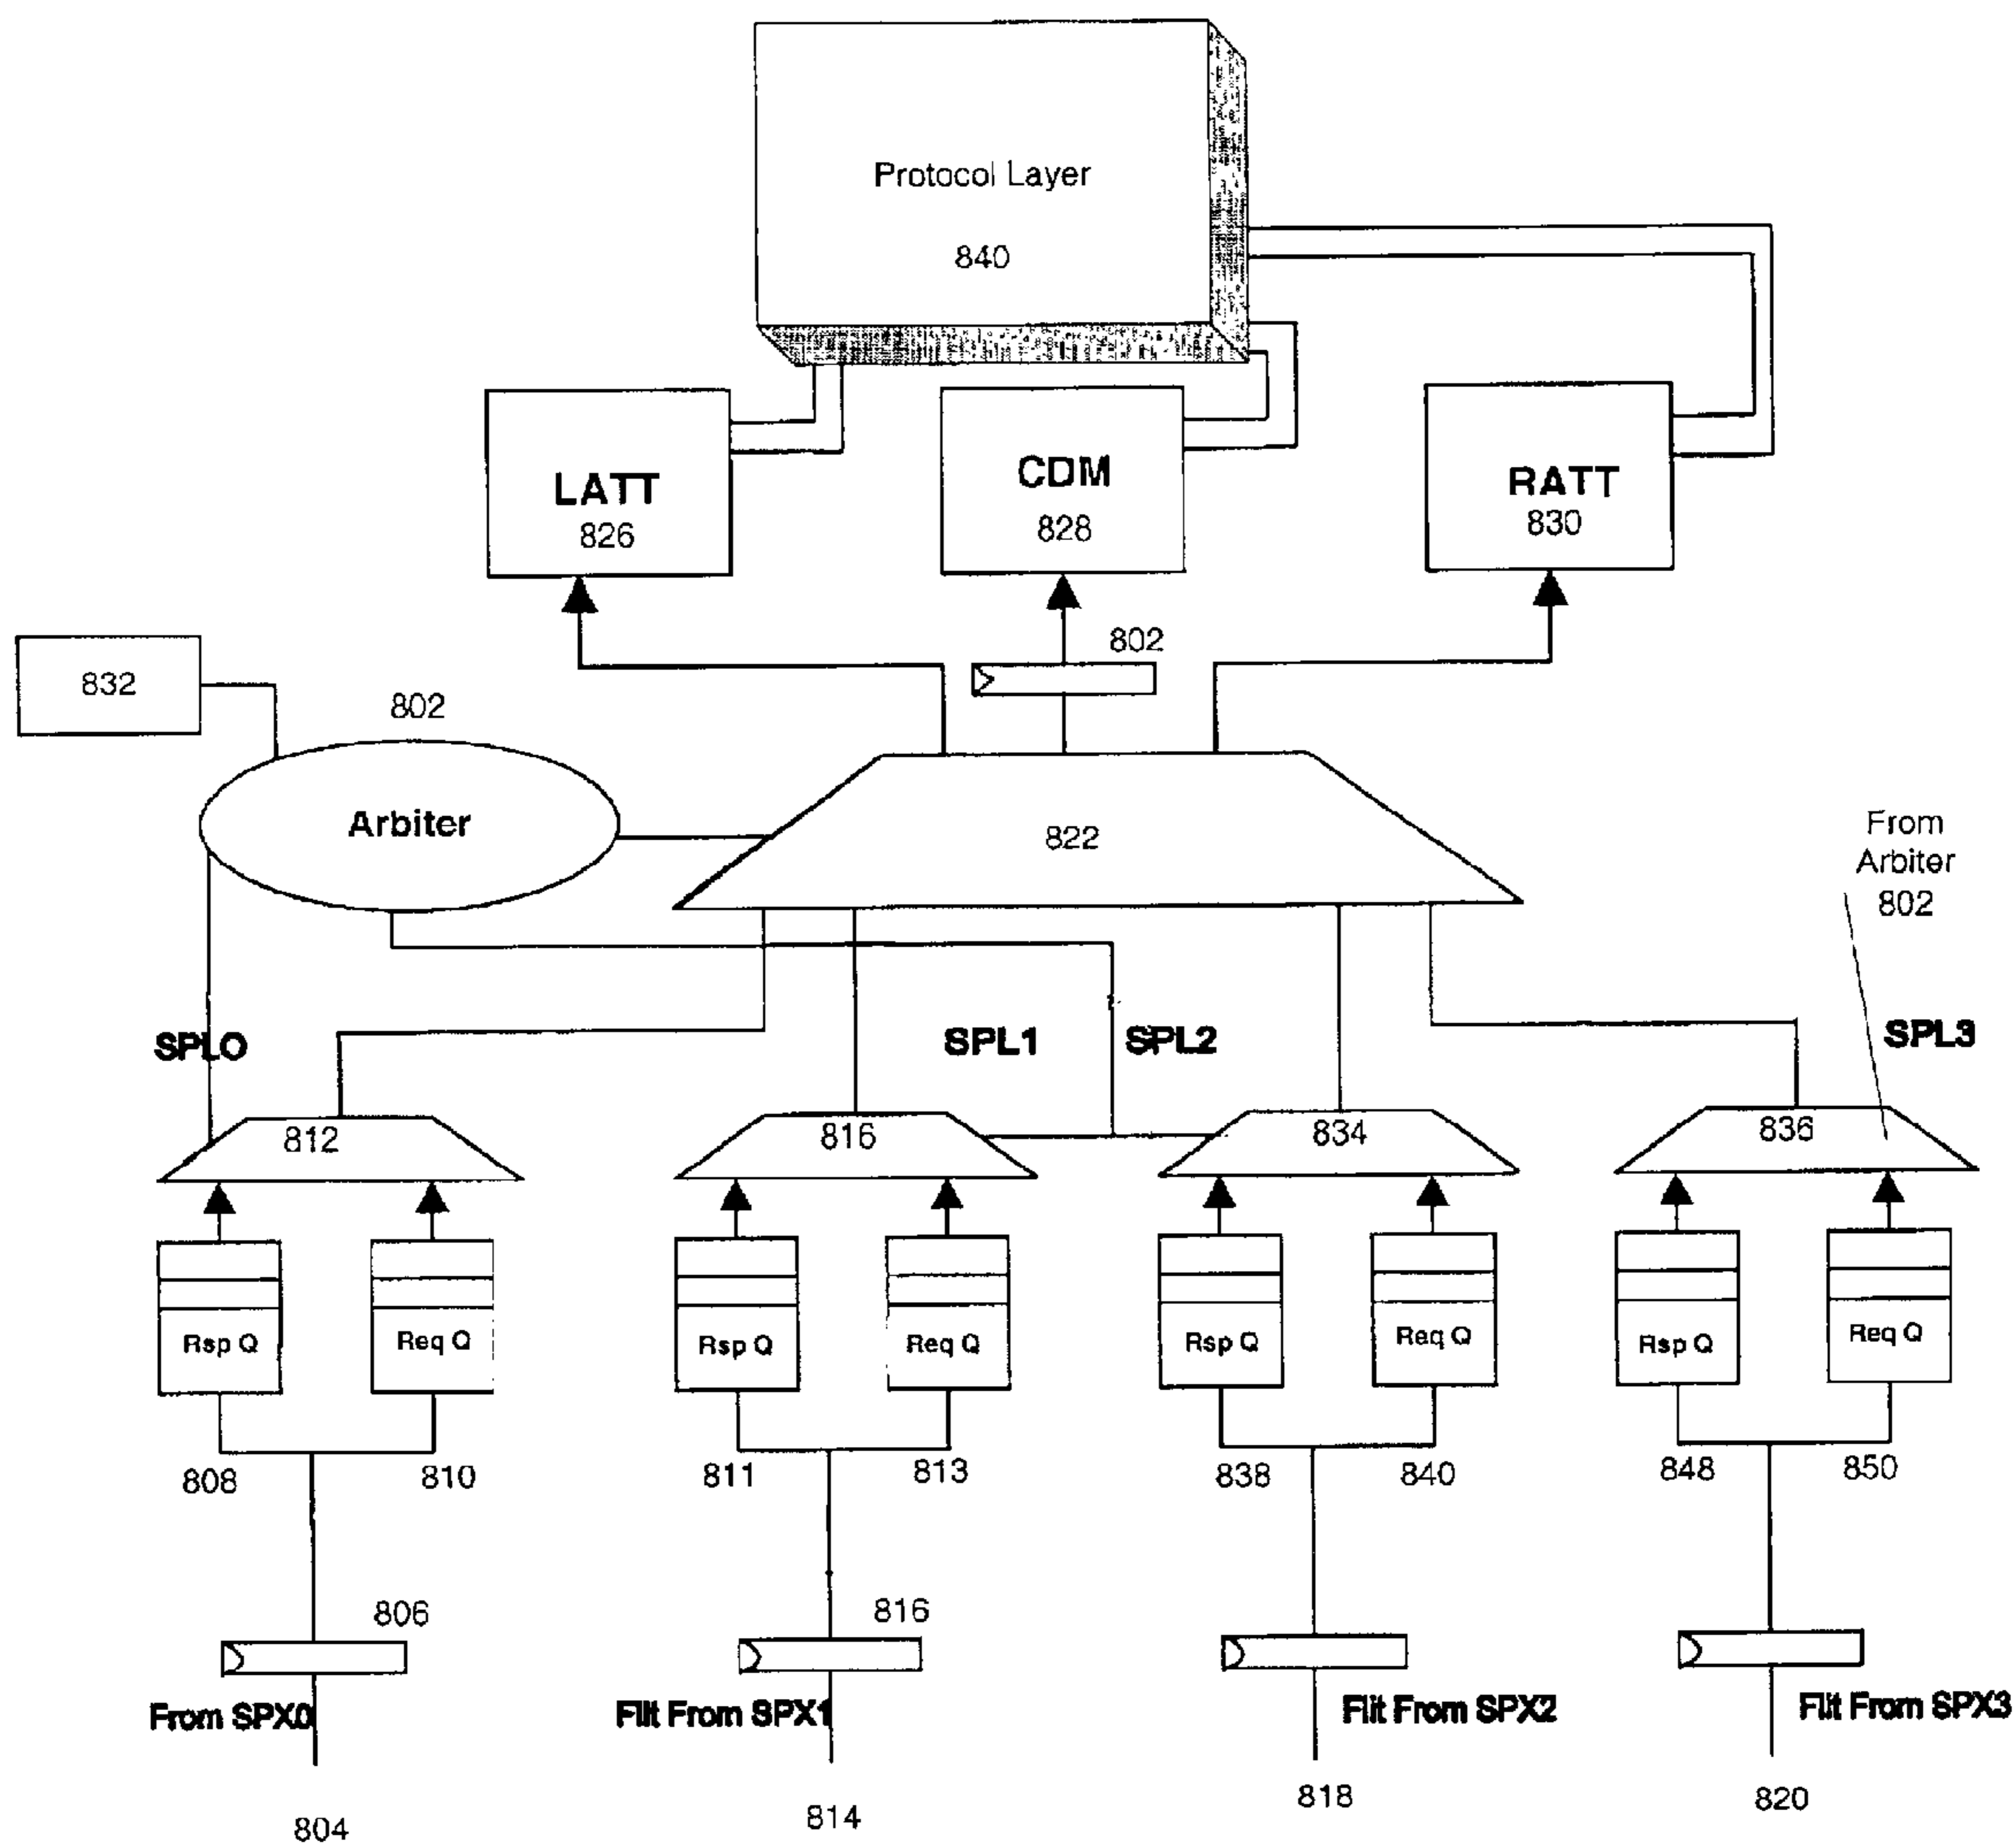 Protocol Layer
840
LATT
826
CDM
828
RATT
830
832
802
802
Arbiter
822
From
Arbiter
802
SPL0
SPL1
SPL2
SPL3
812
816
834
836
Rsp Q
Req Q
Rsp Q
Req Q
Rsp Q
Req Q
Rsp Q
Req Q
808
810
811
813
838
840
848
850
806
816
From SPX0
Flit From SPX1
Flit From SPX2
Flit From SPX3
804
814
818
820